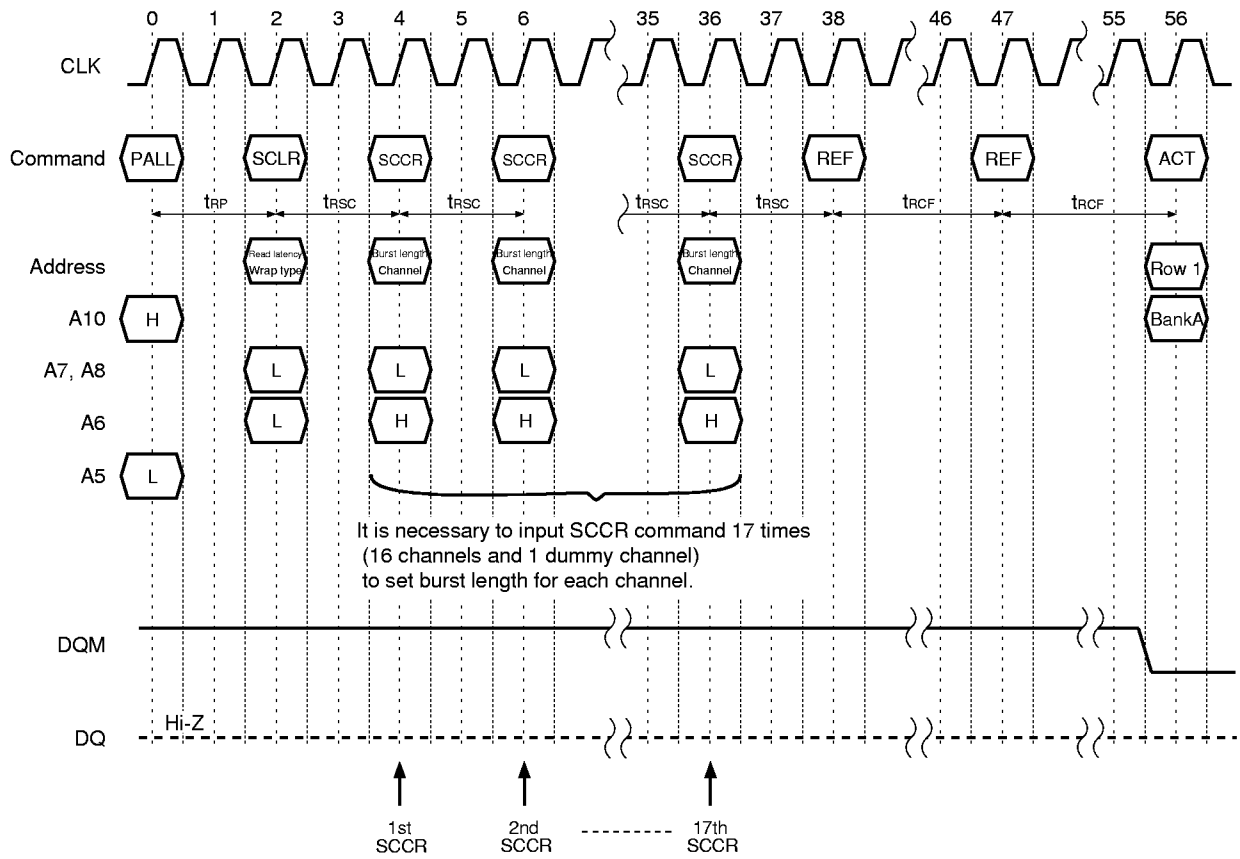 0 1 2 3 4 5 6 35 36 37 38 46 47 55 56
CLK
Command PALL SCLR SCCR SCCR SCCR REF REF ACT
tRP tRSC tRSC tRSC tRSC tRCF tRCF
Address Read latency Wrap type Burst length Channel Burst length Channel Burst length Channel Row 1
A10 H BankA
A7, A8 L L L L
A6 L H H H
A5 L
It is necessary to input SCCR command 17 times
(16 channels and 1 dummy channel)
to set burst length for each channel.
DQM
Hi-Z
DQ
1st 2nd 17th
SCCR SCCR SCCR